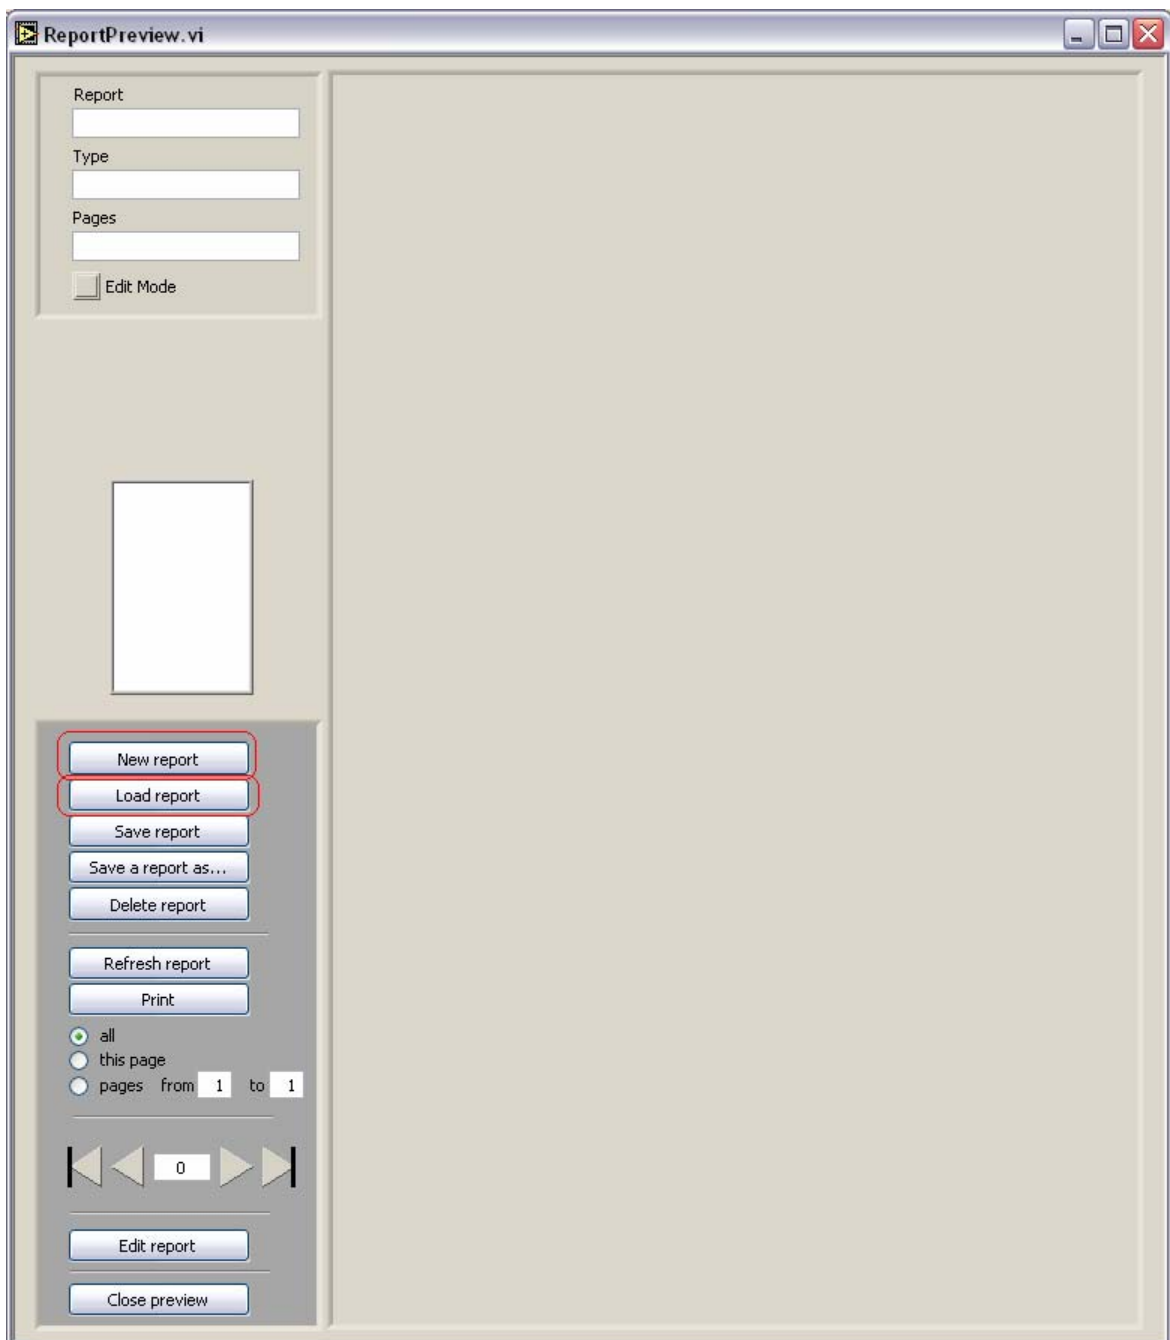 ReportPreview.vi
Report
Type
Pages
Edit Mode
New report
Load report
Save report
Save a report as...
Delete report
Refresh report
Print
all
this page
pages from 1 to 1
0
Edit report
Close preview